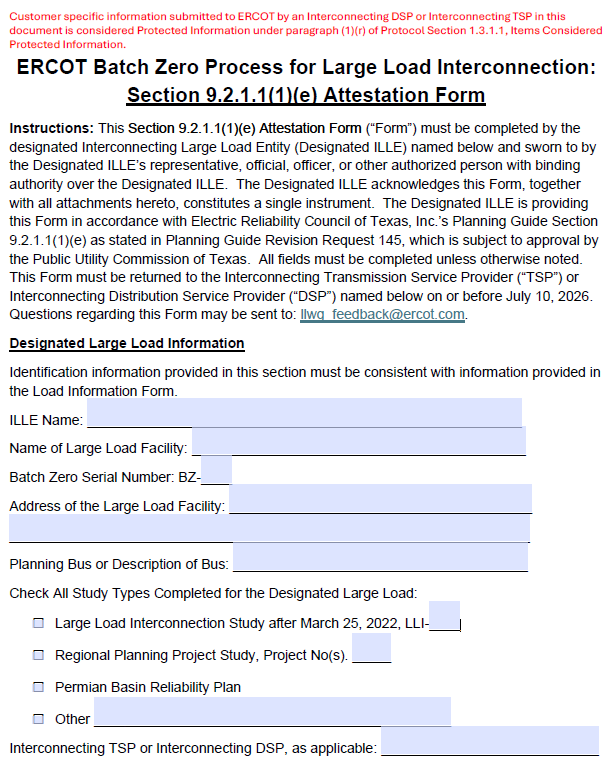 Customer specific information submitted to ERCOT by an Interconnecting DSP or Interconnecting TSP in this
document is considered Protected Information under paragraph (1)(r) of Protocol Section 1.3.1.1, Items Considered
Protected Information.
ERCOT Batch Zero Process for Large Load Interconnection:
Section 9.2.1.1(1)(e) Attestation Form
Instructions: This Section 9.2.1.1(1)(e) Attestation Form (“Form”) must be completed by the
designated Interconnecting Large Load Entity (Designated ILLE) named below and sworn to by
the Designated ILLE’s representative, official, officer, or other authorized person with binding
authority over the Designated ILLE. The Designated ILLE acknowledges this Form, together
with all attachments hereto, constitutes a single instrument. The Designated ILLE is providing
this Form in accordance with Electric Reliability Council of Texas, Inc.’s Planning Guide Section
9.2.1.1(1)(e) as stated in Planning Guide Revision Request 145, which is subject to approval by
the Public Utility Commission of Texas. All fields must be completed unless otherwise noted.
This Form must be returned to the Interconnecting Transmission Service Provider (“TSP”) or
Interconnecting Distribution Service Provider (“DSP”) named below on or before July 10, 2026.
Questions regarding this Form may be sent to: llwg_feedback@ercot.com.
Designated Large Load Information
Identification information provided in this section must be consistent with information provided in
the Load Information Form.
ILLE Name:
Name of Large Load Facility:
Batch Zero Serial Number: BZ-
Address of the Large Load Facility:
Planning Bus or Description of Bus:
Check All Study Types Completed for the Designated Large Load:
Large Load Interconnection Study after March 25, 2022, LLI-
Regional Planning Project Study, Project No(s).
Permian Basin Reliability Plan
Other
Interconnecting TSP or Interconnecting DSP, as applicable: